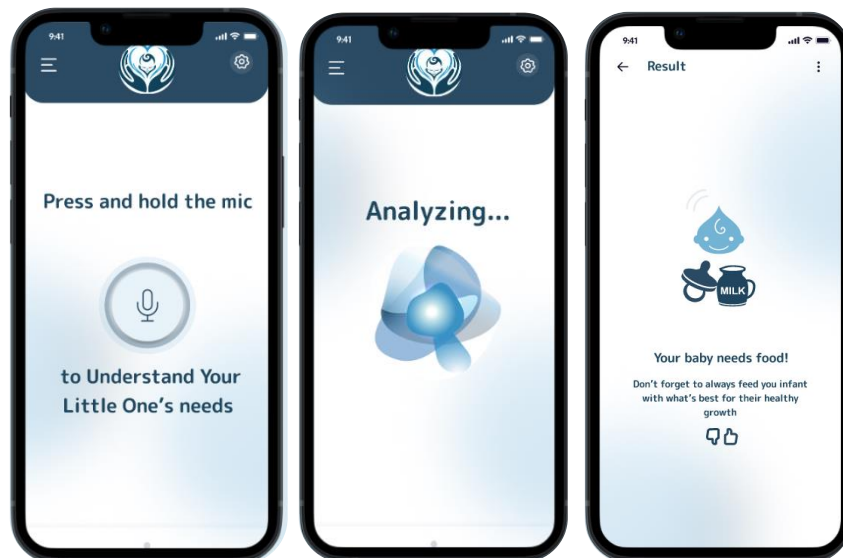 9:41
Press and hold the mic
to Understand Your
Little One's needs
9:41
Analyzing...
9:41
Result
MILK
Your baby needs food!
Don't forget to always feed you infant
with what's best for their healthy
growth